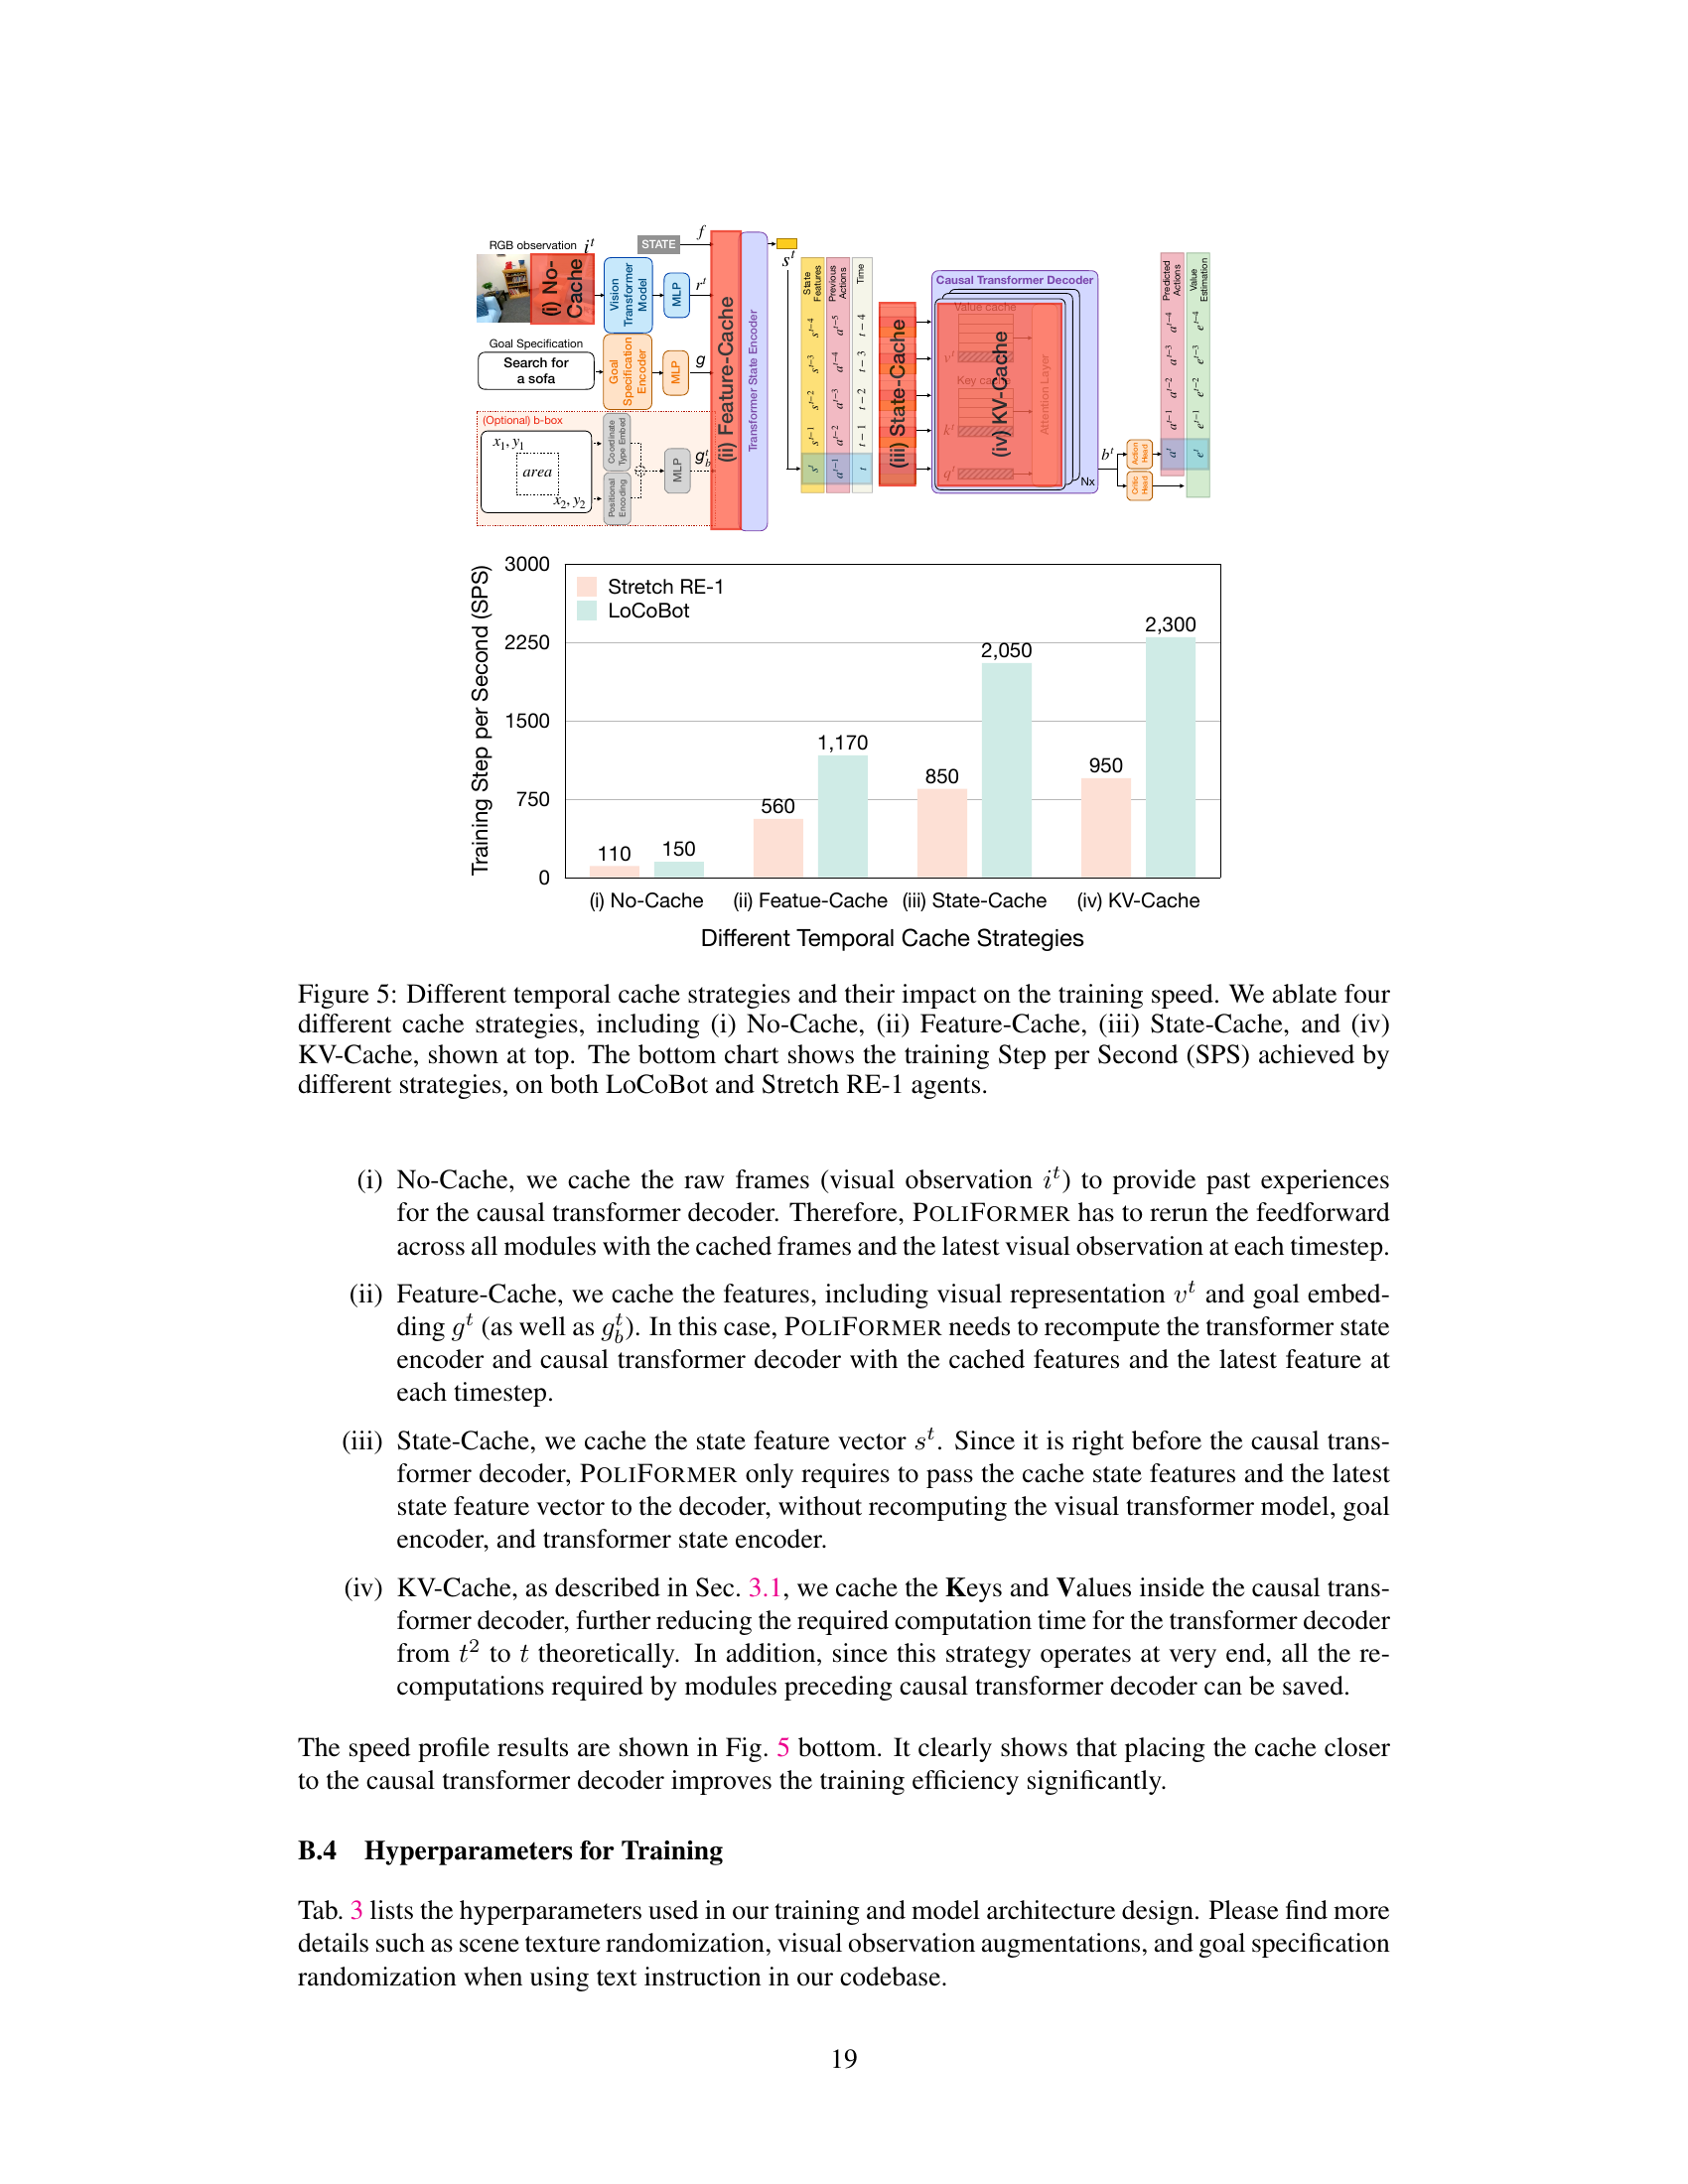 RGB observation i^t
(i) No-Cache
Vision Transformer Model
MLP
STATE
f
r^t
Goal Specification
Search for
a sofa
Goal Specification Encoder
MLP
g
(Optional) b-box
x_1, y_1
area
x_2, y_2
Coordinate Type Embed
Positional Encoding
MLP
g_b^t
(ii) Feature-Cache
Transformer State Encoder
s^t
State Features
s^{t-4}
s^{t-3}
s^{t-2}
s^{t-1}
s^t
Previous Actions
a^{t-5}
a^{t-4}
a^{t-3}
a^{t-2}
a^{t-1}
Time
t − 4
t − 3
t − 2
t − 1
t
(iii) State-Cache
Causal Transformer Decoder
Value cache
v^t
Key cache
k^t
q^t
(iv) KV-Cache
Attention Layer
Nx
b^t
Action Head
Critic Head
Predicted Actions
a^{t-4}
a^{t-3}
a^{t-2}
a^{t-1}
a^t
Value Estimation
e^{t-4}
e^{t-3}
e^{t-2}
e^{t-1}
e^t
Training Step per Second (SPS)
3000
2250
1500
750
0
Stretch RE-1
LoCoBot
110
150
560
1,170
850
2,050
950
2,300
(i) No-Cache
(ii) Featue-Cache
(iii) State-Cache
(iv) KV-Cache
Different Temporal Cache Strategies
Figure 5: Different temporal cache strategies and their impact on the training speed. We ablate four
different cache strategies, including (i) No-Cache, (ii) Feature-Cache, (iii) State-Cache, and (iv)
KV-Cache, shown at top. The bottom chart shows the training Step per Second (SPS) achieved by
different strategies, on both LoCoBot and Stretch RE-1 agents.
(i) No-Cache, we cache the raw frames (visual observation i^t) to provide past experiences
for the causal transformer decoder. Therefore, POLIFORMER has to rerun the feedforward
across all modules with the cached frames and the latest visual observation at each timestep.
(ii) Feature-Cache, we cache the features, including visual representation v^t and goal embed-
ding g^t (as well as g_b^t). In this case, POLIFORMER needs to recompute the transformer state
encoder and causal transformer decoder with the cached features and the latest feature at
each timestep.
(iii) State-Cache, we cache the state feature vector s^t. Since it is right before the causal trans-
former decoder, POLIFORMER only requires to pass the cache state features and the latest
state feature vector to the decoder, without recomputing the visual transformer model, goal
encoder, and transformer state encoder.
(iv) KV-Cache, as described in Sec. 3.1, we cache the Keys and Values inside the causal trans-
former decoder, further reducing the required computation time for the transformer decoder
from t^2 to t theoretically. In addition, since this strategy operates at very end, all the re-
computations required by modules preceding causal transformer decoder can be saved.
The speed profile results are shown in Fig. 5 bottom. It clearly shows that placing the cache closer
to the causal transformer decoder improves the training efficiency significantly.
B.4 Hyperparameters for Training
Tab. 3 lists the hyperparameters used in our training and model architecture design. Please find more
details such as scene texture randomization, visual observation augmentations, and goal specification
randomization when using text instruction in our codebase.
19